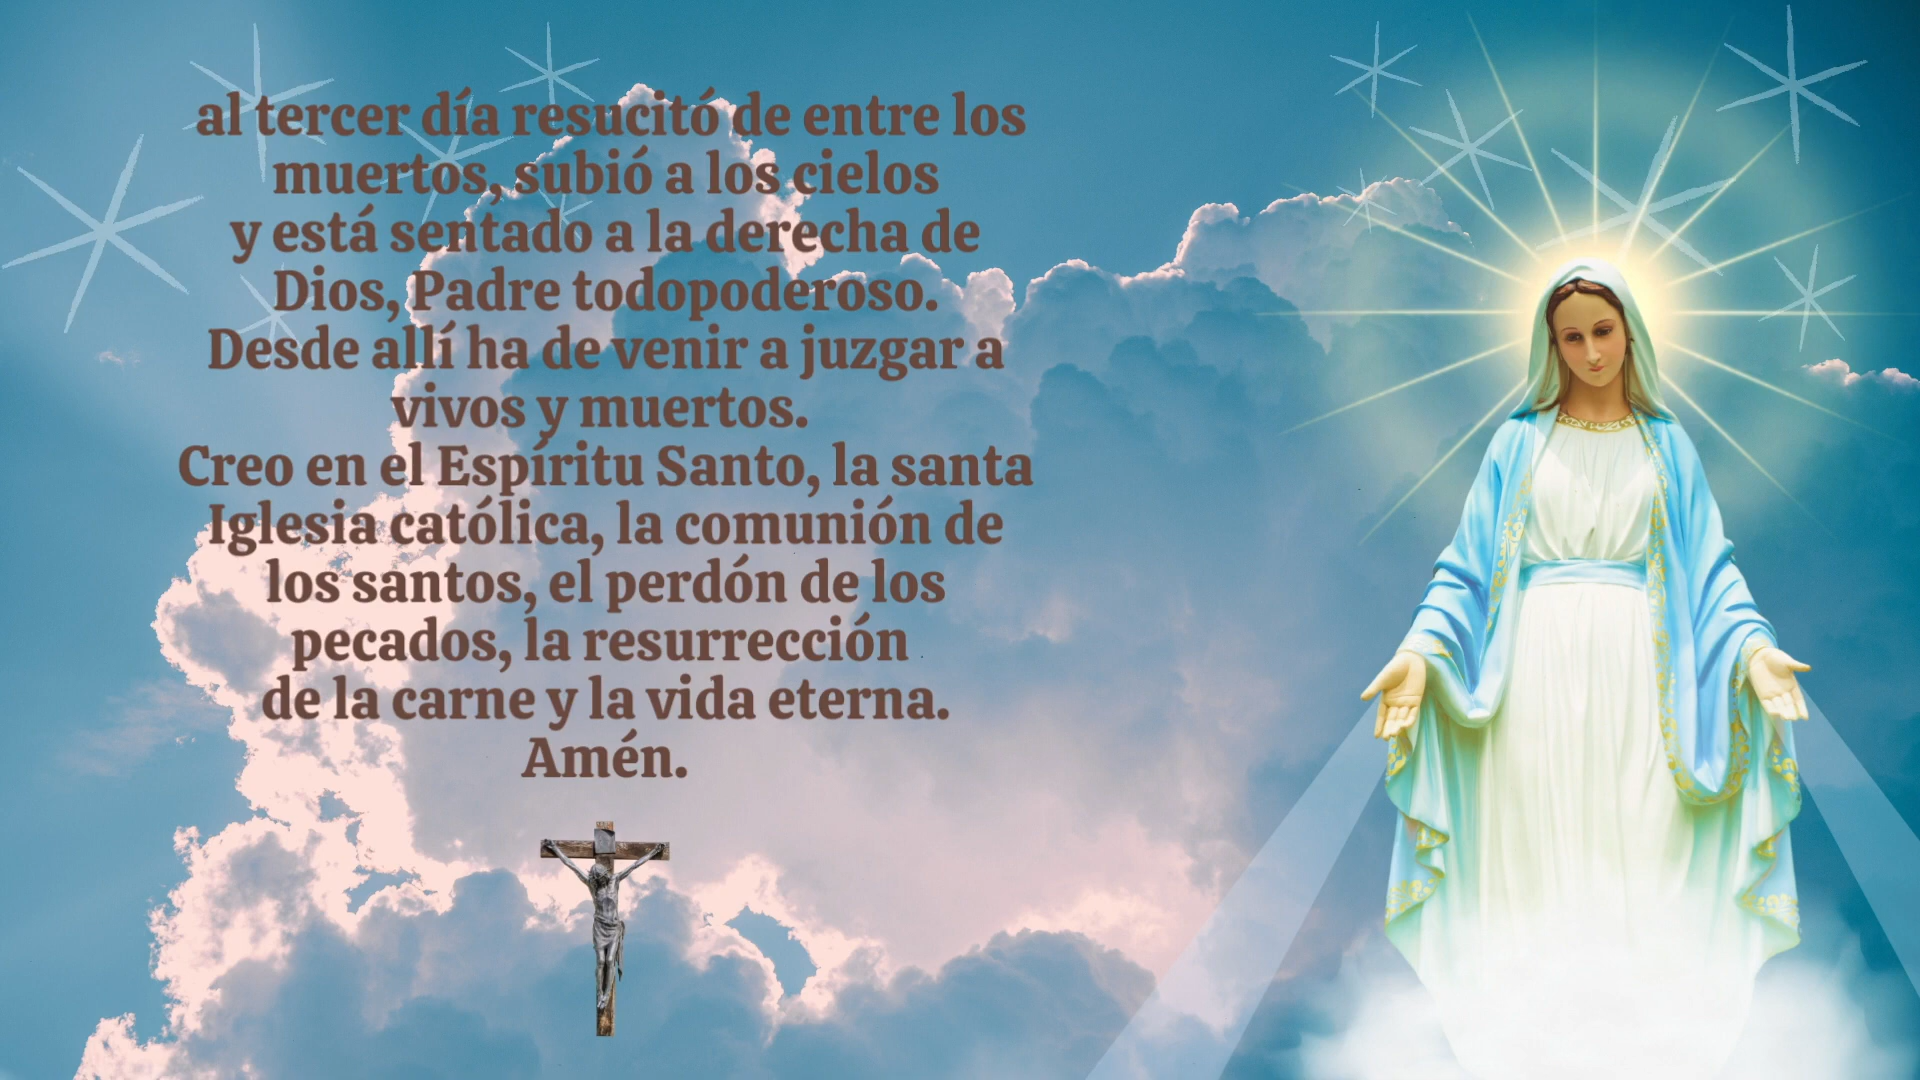 al tercer día resucitó de entre los
muertos, subió a los cielos
y está sentado a la derecha de
Dios, Padre todopoderoso.
Desde allí ha de venir a juzgar a
vivos y muertos.
Creo en el Espíritu Santo, la santa
Iglesia católica, la comunión de
los santos, el perdón de los
pecados, la resurrección
de la carne y la vida eterna.
Amén.